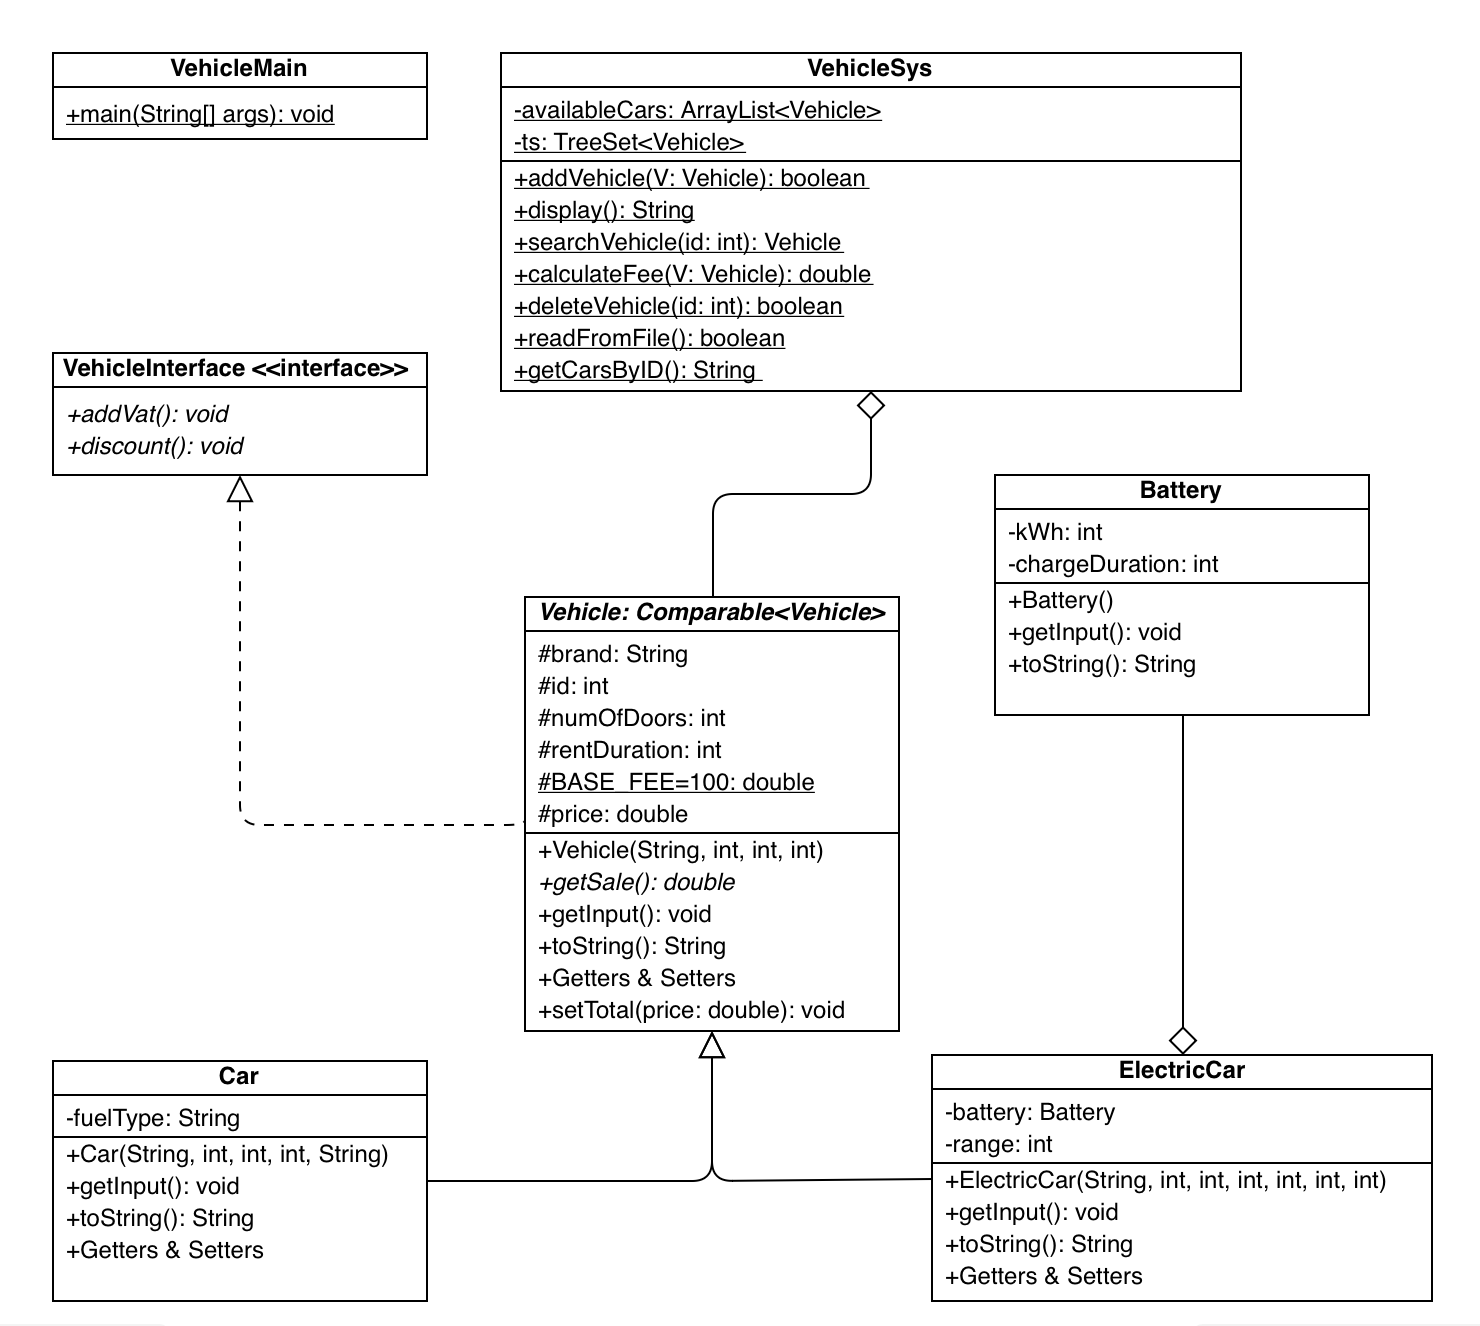 VehicleMain
+main(String[] args): void
VehicleSys
-availableCars: ArrayList<Vehicle>
-ts: TreeSet<Vehicle>
+addVehicle(V: Vehicle): boolean
+display(): String
+searchVehicle(id: int): Vehicle
+calculateFee(V: Vehicle): double
+deleteVehicle(id: int): boolean
+readFromFile(): boolean
+getCarsByID(): String
VehicleInterface <<interface>>
+addVat(): void
+discount(): void
Battery
-kWh: int
-chargeDuration: int
+Battery()
+getInput(): void
+toString(): String
Vehicle: Comparable<Vehicle>
#brand: String
#id: int
#numOfDoors: int
#rentDuration: int
#BASE_FEE=100: double
#price: double
+Vehicle(String, int, int, int)
+getSale(): double
+getInput(): void
+toString(): String
+Getters & Setters
+setTotal(price: double): void
Car
-fuelType: String
+Car(String, int, int, int, String)
+getInput(): void
+toString(): String
+Getters & Setters
ElectricCar
-battery: Battery
-range: int
+ElectricCar(String, int, int, int, int, int, int)
+getInput(): void
+toString(): String
+Getters & Setters